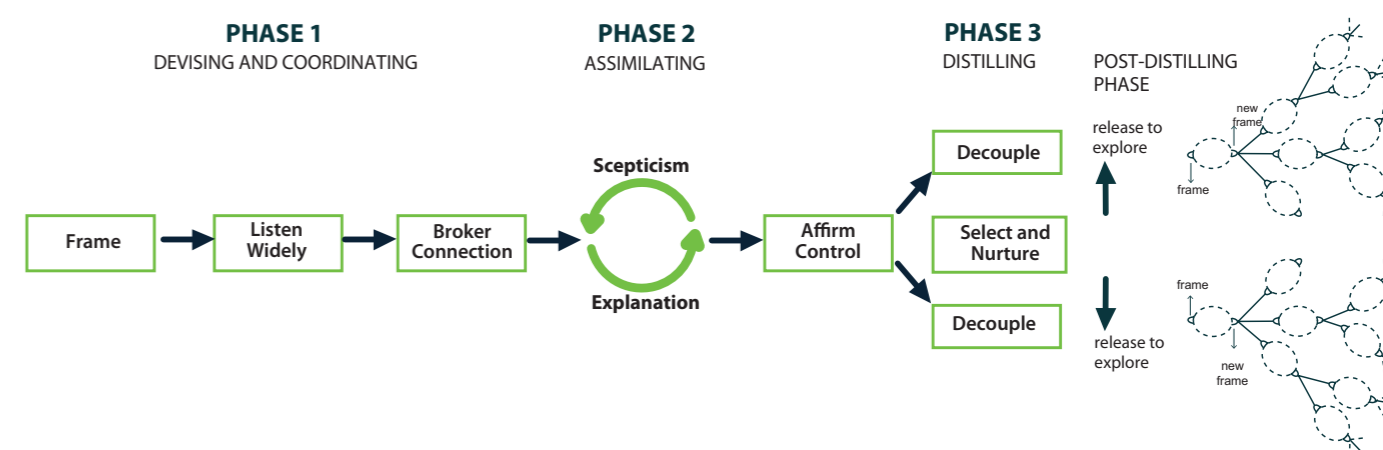 PHASE 1
DEVISING AND COORDINATING
PHASE 2
ASSIMILATING
PHASE 3
DISTILLING
POST-DISTILLING
PHASE
Frame
Listen
Widely
Broker
Connection
Scepticism
Explanation
Affirm
Control
Decouple
Select and
Nurture
Decouple
release to
explore
release to
explore
new
frame
frame
frame
new
frame